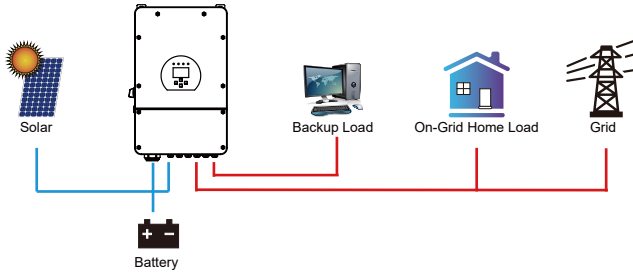 Solar
Backup Load
On-Grid Home Load
Grid
Battery